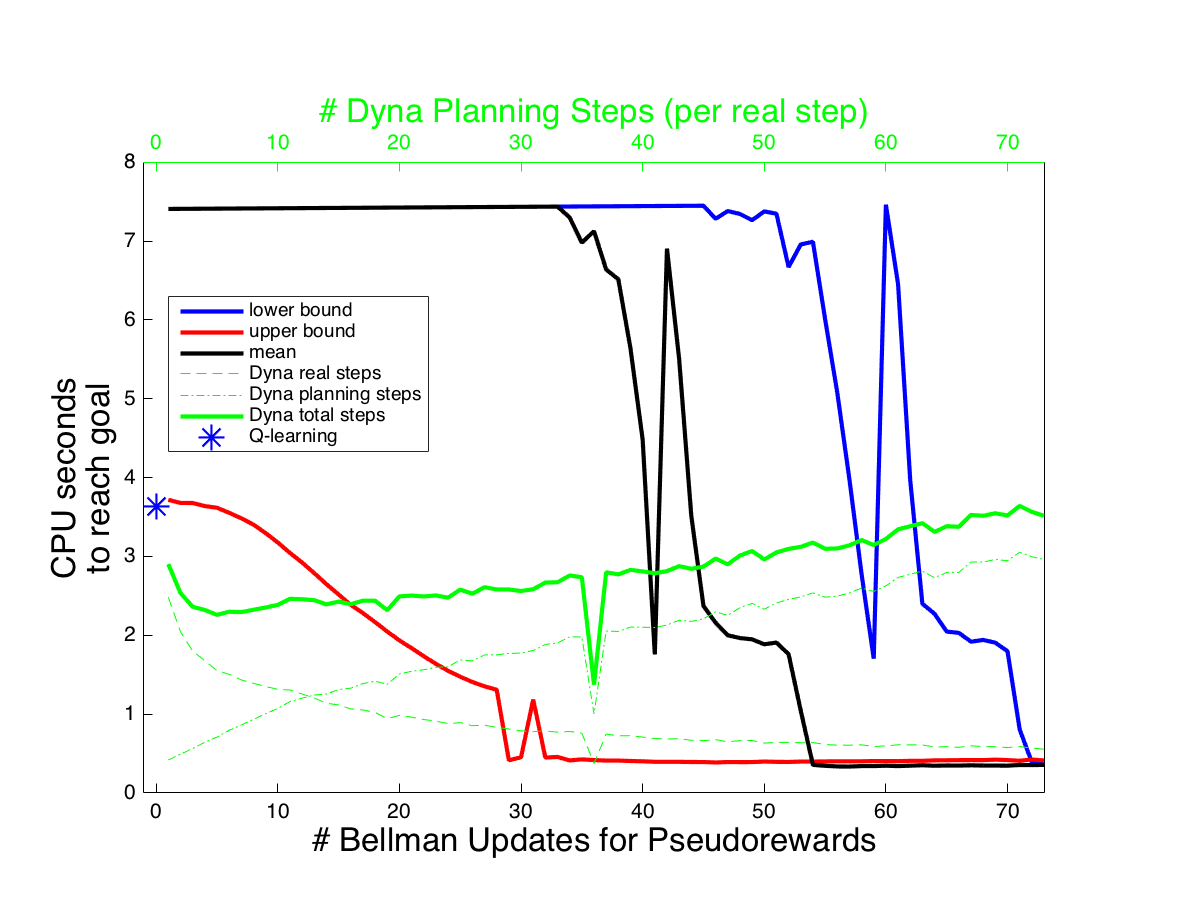 # Dyna Planning Steps (per real step)
0 10 20 30 40 50 60 70
8
7
6
5
4
3
2
1
0
CPU seconds
to reach goal
lower bound
upper bound
mean
Dyna real steps
Dyna planning steps
Dyna total steps
Q-learning
0 10 20 30 40 50 60 70
# Bellman Updates for Pseudorewards